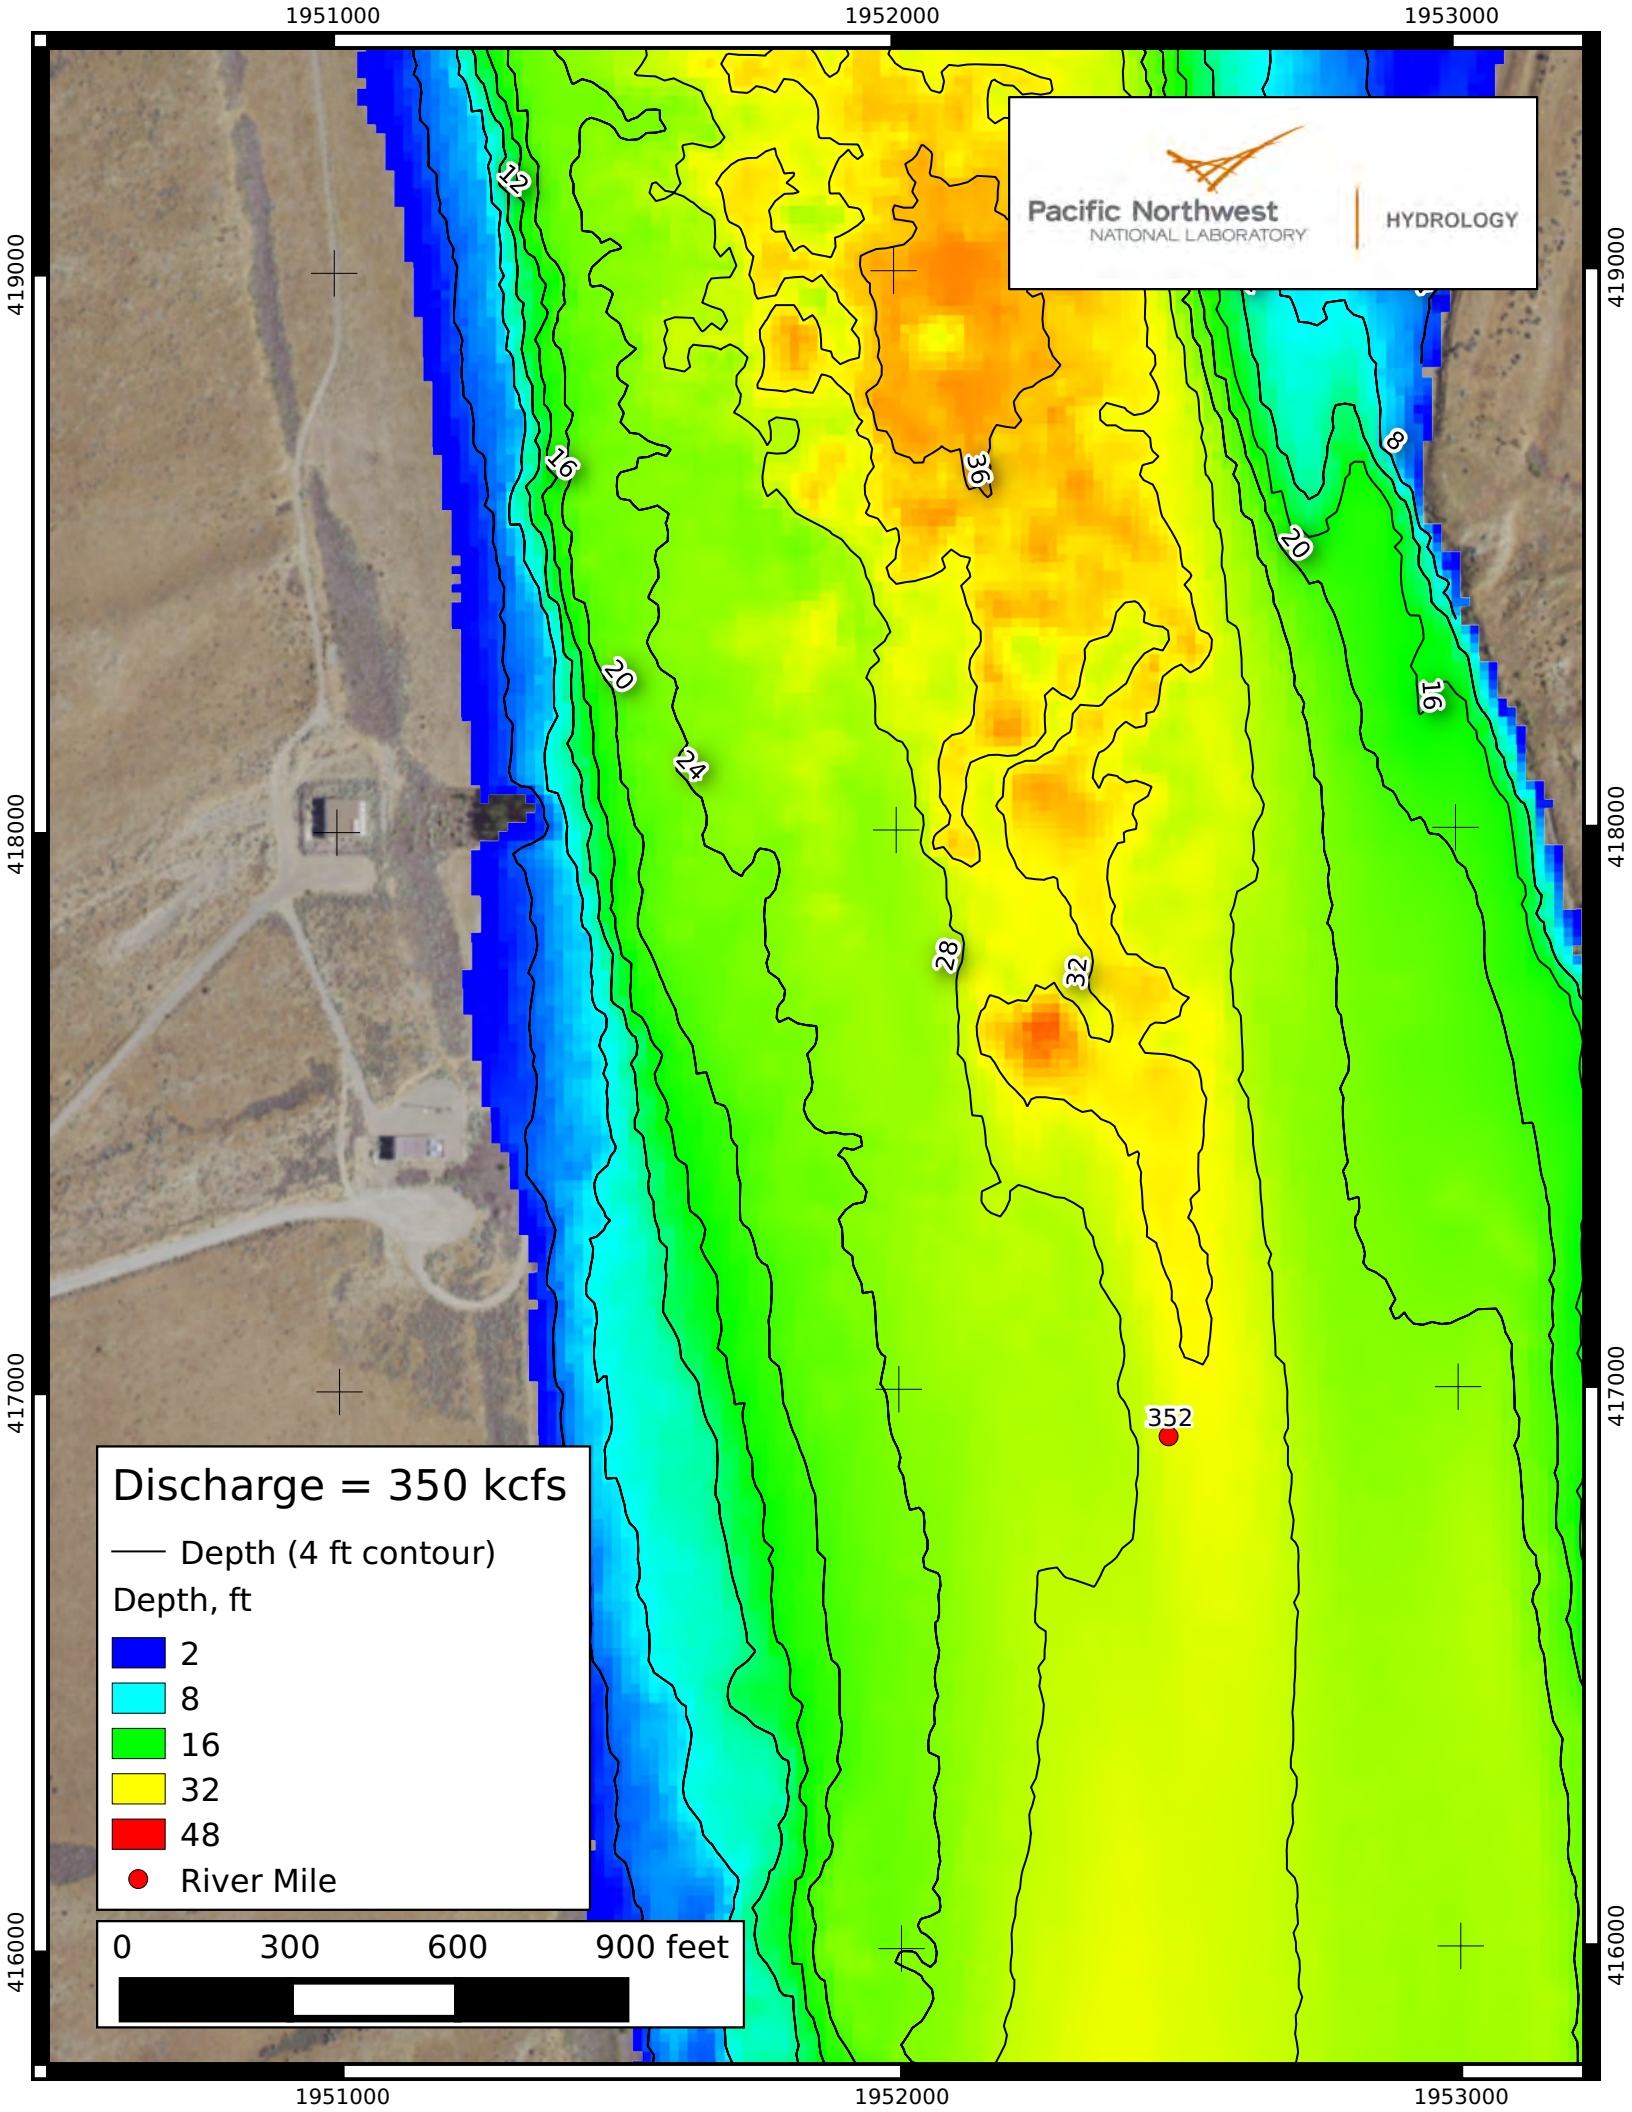 1951000 1952000 1953000
419000
419000
Pacific Northwest
NATIONAL LABORATORY
HYDROLOGY
12
8
16
36
20
20
16
24
418000
418000
28
32
417000
417000
352
Discharge = 350 kcfs
Depth (4 ft contour)
Depth, ft
2
8
16
32
48
River Mile
416000
416000
0 300 600 900 feet
1951000 1952000 1953000